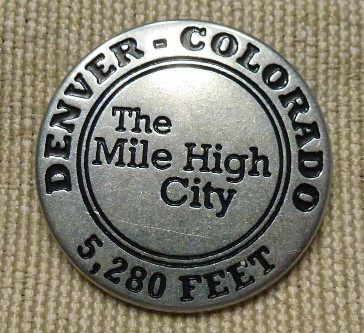 DENVER - COLORADO
The
Mile High
City
5,280 FEET